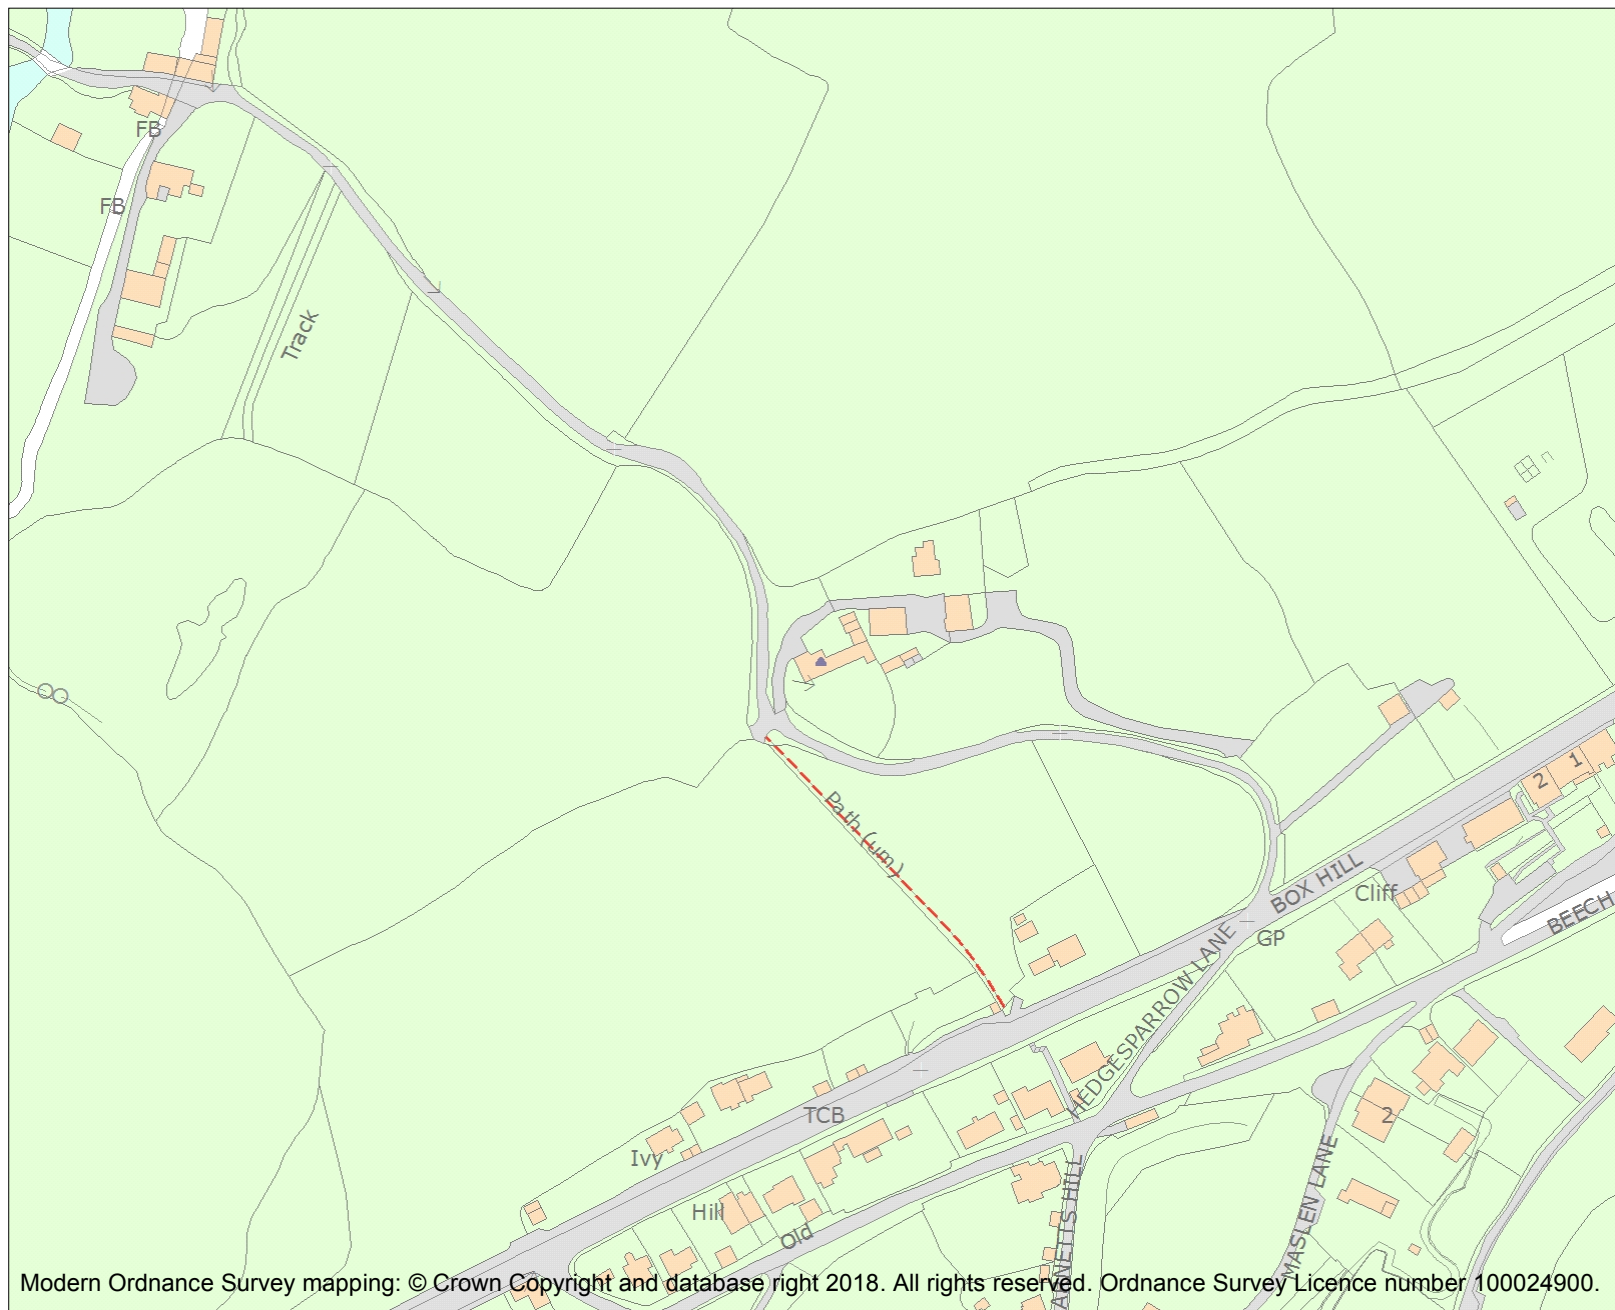 FB
FB
Track
Path (um)
BOX HILL
2
1
Cliff
BEECH
GP
HEDGESPARROW LANE
TCB
2
Ivy
MASLEN LANE
Hill
Old
HILL
Modern Ordnance Survey mapping: © Crown Copyright and database right 2018. All rights reserved. Ordnance Survey Licence number 100024900.